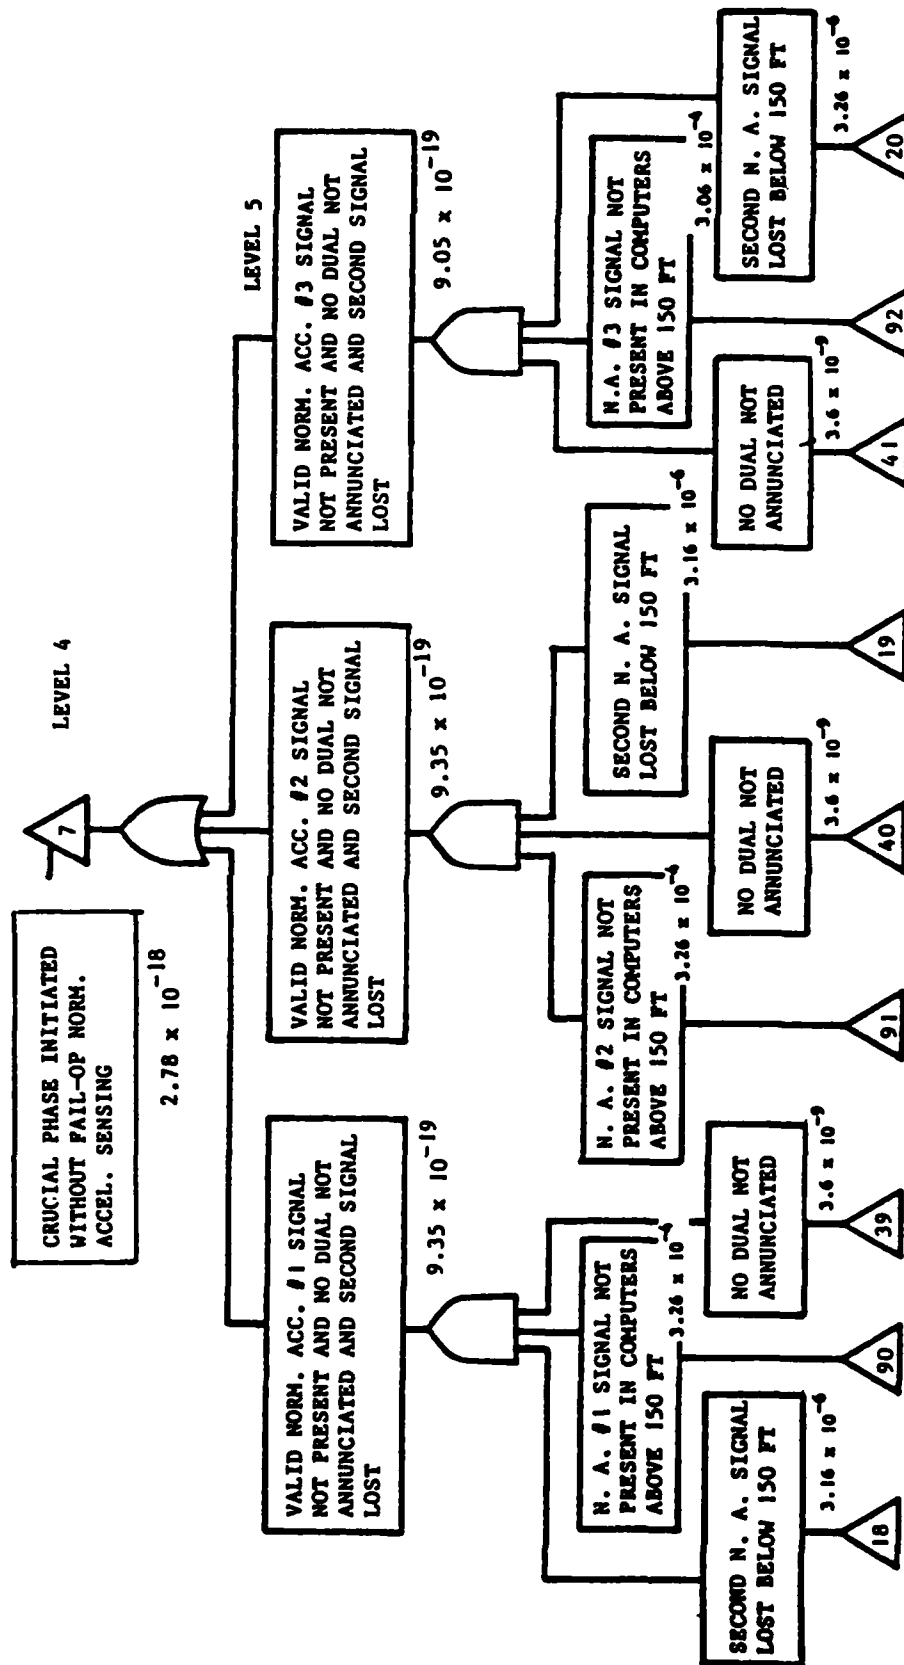 LEVEL 4
7
CRUCIAL PHASE INITIATED
WITHOUT FAIL-OP NORM.
ACCEL. SENSING
2.78 x 10^-18
LEVEL 5
VALID NORM. ACC. #1 SIGNAL
NOT PRESENT AND NO DUAL NOT
ANNUNCIATED AND SECOND SIGNAL
LOST
9.35 x 10^-19
VALID NORM. ACC. #2 SIGNAL
NOT PRESENT AND NO DUAL NOT
ANNUNCIATED AND SECOND SIGNAL
LOST
9.35 x 10^-19
VALID NORM. ACC. #3 SIGNAL
NOT PRESENT AND NO DUAL NOT
ANNUNCIATED AND SECOND SIGNAL
LOST
9.05 x 10^-19
SECOND N. A. SIGNAL
LOST BELOW 150 FT
3.16 x 10^-6
18
N. A. #1 SIGNAL NOT
PRESENT IN COMPUTERS
ABOVE 150 FT
3.26 x 10^-4
90
NO DUAL NOT
ANNUNCIATED
3.6 x 10^-9
39
N. A. #2 SIGNAL NOT
PRESENT IN COMPUTERS
ABOVE 150 FT
3.26 x 10^-4
91
NO DUAL NOT
ANNUNCIATED
3.6 x 10^-9
40
SECOND N. A. SIGNAL
LOST BELOW 150 FT
3.16 x 10^-6
19
NO DUAL NOT
ANNUNCIATED
3.6 x 10^-9
41
N.A. #3 SIGNAL NOT
PRESENT IN COMPUTERS
ABOVE 150 FT
3.06 x 10^-4
92
SECOND N. A. SIGNAL
LOST BELOW 150 FT
3.26 x 10^-6
20